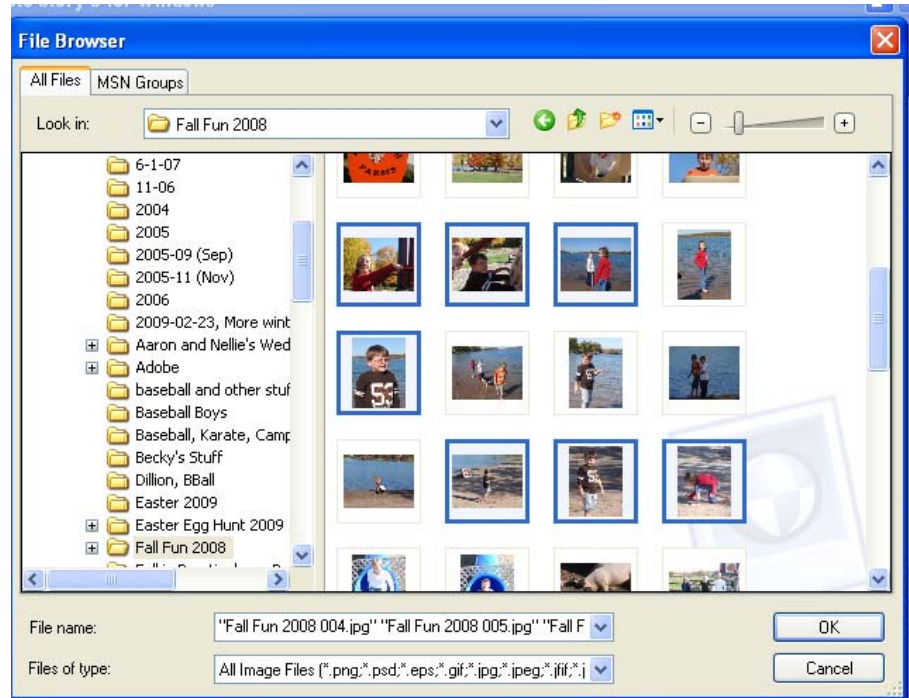 File Browser
All Files
MSN Groups
Look in:
Fall Fun 2008
6-1-07
11-06
2004
2005
2005-09 (Sep)
2005-11 (Nov)
2006
2009-02-23, More wint
Aaron and Nellie's Wed
Adobe
baseball and other stuf
Baseball Boys
Baseball, Karate, Camp
Becky's Stuff
Dillion, BBall
Easter 2009
Easter Egg Hunt 2009
Fall Fun 2008
FARMS
53
File name:
"Fall Fun 2008 004.jpg" "Fall Fun 2008 005.jpg" "Fall F
OK
Files of type:
All Image Files (*.png;*.psd;*.eps;*.gif;*.jpg;*.jpeg;*.jfif;*.j
Cancel